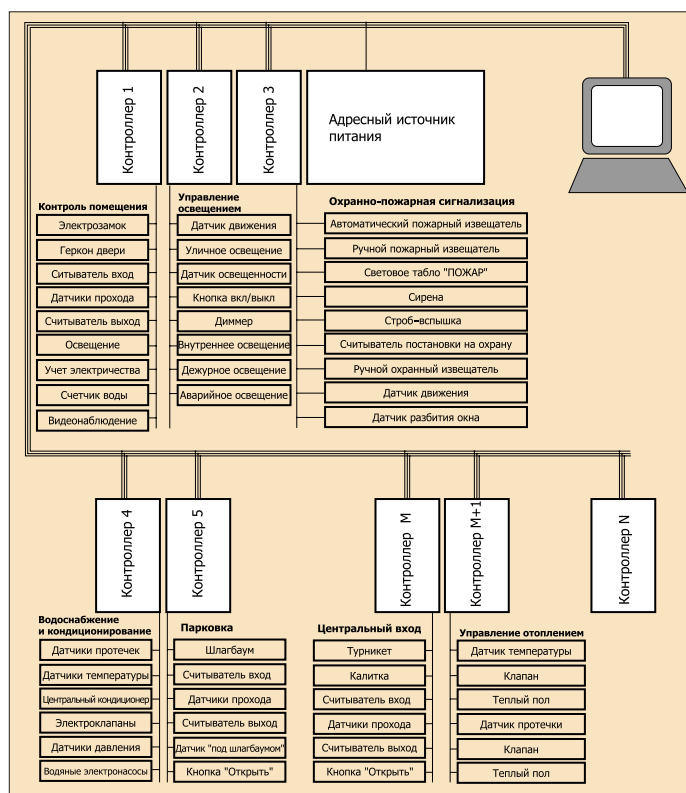 Контроллер 1
Контроллер 2
Контроллер 3
Адресный источник
питания
Контроль помещения
Электрозамок
Геркон двери
Ситыватель вход
Датчики прохода
Считыватель выход
Освещение
Учет электричества
Счетчик воды
Видеонаблюдение
Управление
освещением
Датчик движения
Уличное освещение
Датчик освещенности
Кнопка вкл/выкл
Диммер
Внутреннее освещение
Дежурное освещение
Аварийное освещение
Охранно-пожарная сигнализация
Автоматический пожарный извещатель
Ручной пожарный извещатель
Световое табло "ПОЖАР"
Сирена
Строб-вспышка
Считыватель постановки на охрану
Ручной охранный извещатель
Датчик движения
Датчик разбития окна
Контроллер 4
Контроллер 5
Контроллер М
Контроллер М+1
Контроллер N
Водоснабжение
и кондиционирование
Датчики протечек
Датчики температуры
Центральный кондиционер
Электроклапаны
Датчики давления
Водяные электронасосы
Парковка
Шлагбаум
Считыватель вход
Датчики прохода
Считыватель выход
Датчик "под шлагбаумом"
Кнопка "Открыть"
Центральный вход
Турникет
Калитка
Считыватель вход
Датчики прохода
Считыватель выход
Кнопка "Открыть"
Управление отоплением
Датчик температуры
Клапан
Теплый пол
Датчик протечки
Клапан
Теплый пол